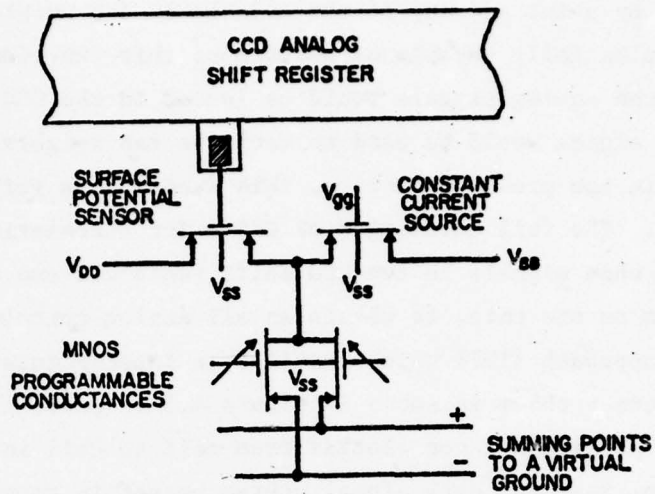 CCD ANALOG
SHIFT REGISTER
SURFACE
POTENTIAL
SENSOR
Vgg
CONSTANT
CURRENT
SOURCE
VDD
VSS
VSS
VBB
MNOS
PROGRAMMABLE
CONDUCTANCES
VSS
+
−
SUMMING POINTS
TO A VIRTUAL
GROUND